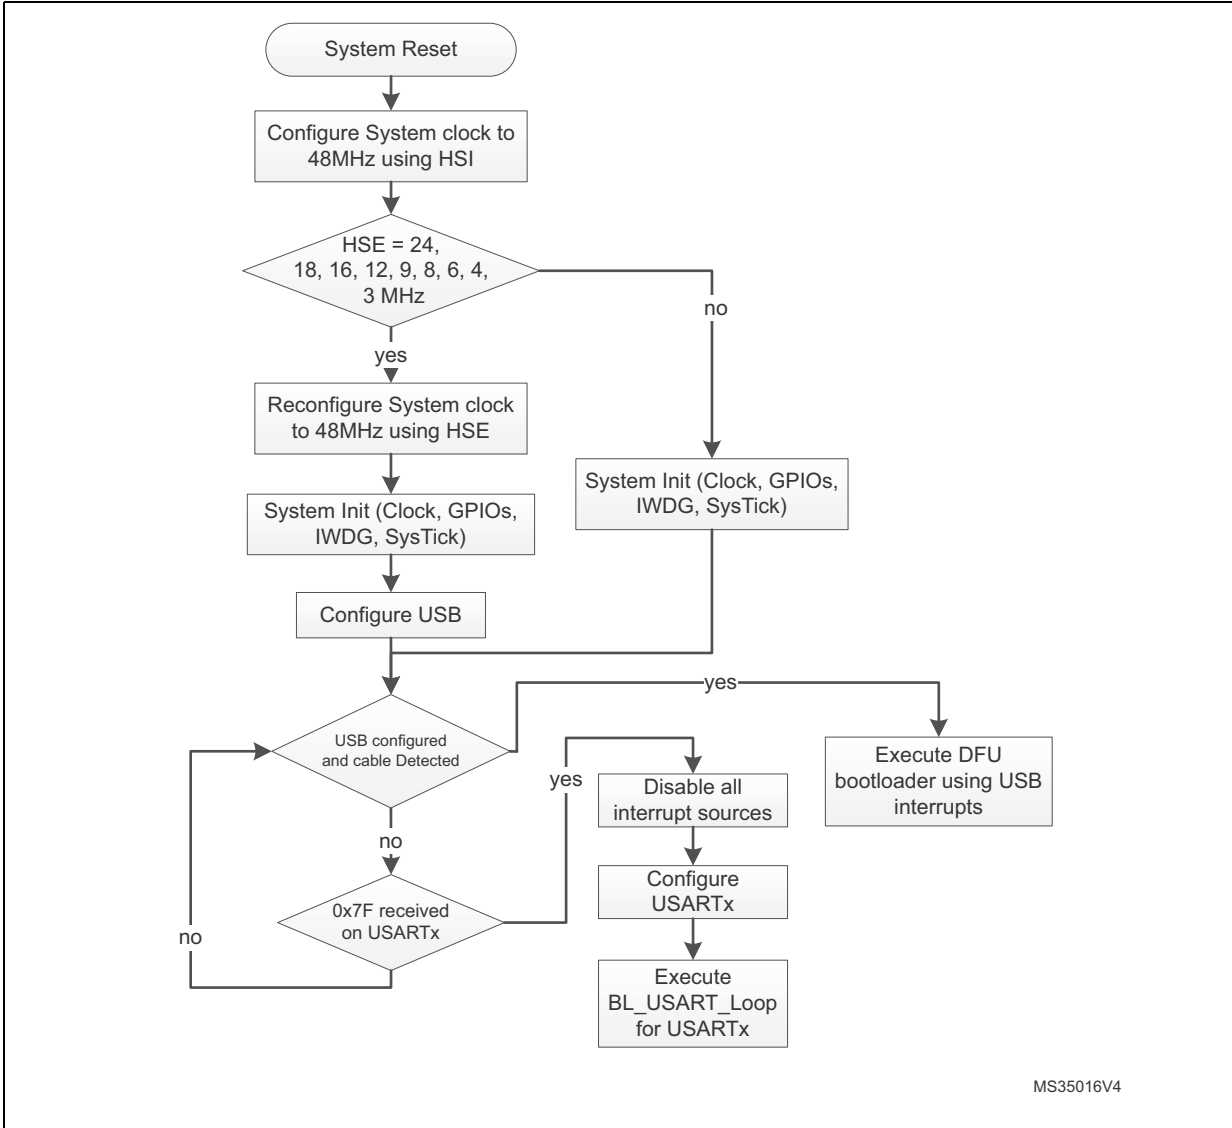 System Reset
Configure System clock to
48MHz using HSI
HSE = 24,
18, 16, 12, 9, 8, 6, 4,
3 MHz
no
yes
Reconfigure System clock
to 48MHz using HSE
System Init (Clock, GPIOs,
IWDG, SysTick)
System Init (Clock, GPIOs,
IWDG, SysTick)
Configure USB
yes
USB configured
and cable Detected
Execute DFU
bootloader using USB
interrupts
yes
Disable all
interrupt sources
no
Configure
USARTx
0x7F received
on USARTx
no
Execute
BL_USART_Loop
for USARTx
MS35016V4